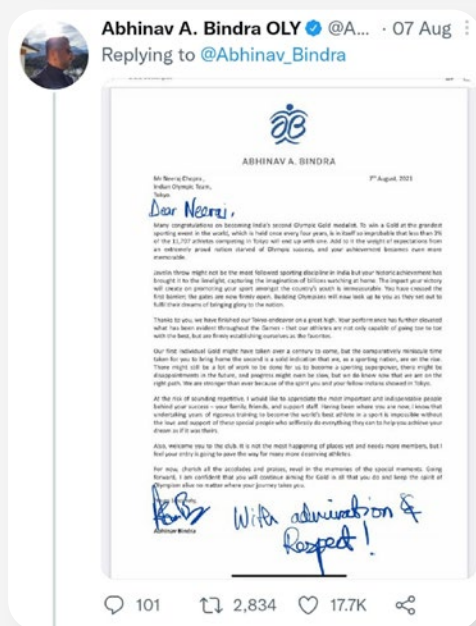 Abhinav A. Bindra OLY @A... · 07 Aug
Replying to @Abhinav_Bindra
ABHINAV A. BINDRA
Mr Neeraj Chopra,
7th August, 2021
Indian Olympic Team,
Tokyo
Dear Neeraj,
Many congratulations on becoming India's second Olympic Gold medalist. To win a Gold at the grandest
sporting event in the world, which is held once every four years, is in itself so improbable that less than 3%
of the 11,707 athletes competing in Tokyo will end up with one. Add to it the weight of expectations from
an extremely proud nation starved of Olympic success, and your achievement becomes even more
memorable.
Javelin throw might not be the most followed sporting discipline in India but your historic achievement has
brought it to the limelight, capturing the imagination of billions watching at home. The impact your victory
will create on promoting your sport amongst the country's youth is immeasurable. You have crossed the
first barrier; the gates are now firmly open. Budding Olympians will now look up to you as they set out to
fulfil their dreams of bringing glory to the nation.
Thanks to you, we have finished our Tokyo endeavor on a great high. Your performance has further elevated
what has been evident throughout the Games - that our athletes are not only capable of going toe to toe
with the best, but are firmly establishing ourselves as the favorites.
Our first individual Gold might have taken over a century to come, but the comparatively miniscule time
taken for you to bring home the second is a solid indication that we, as a sporting nation, are on the rise.
There might still be a lot of work to be done for us to become a sporting superpower, there might be
disappointments in the future, and progress might even be slow, but we do know now that we are on the
right path. We are stronger than ever because of the spirit you and your fellow Indians showed in Tokyo.
At the risk of sounding repetitive, I would like to appreciate the most important and indispensable people
behind your success - your family, friends, and support staff. Having been where you are now, I know that
undertaking years of rigorous training to become the world's best athlete in a sport is impossible without
the love and support of these special people who selflessly do everything they can to help you achieve your
dream as if it was theirs.
Also, welcome you to the club. It is not the most happening of places yet and needs more members, but I
feel your entry is going to pave the way for many more deserving athletes.
For now, cherish all the accolades and praises, revel in the memories of the special moments. Going
forward, I am confident that you will continue aiming for Gold in all that you do and keep the spirit of
Olympism alive no matter where your journey takes you.
Abhinav Bindra
With admiration &
Respect!
101 2,834 17.7K